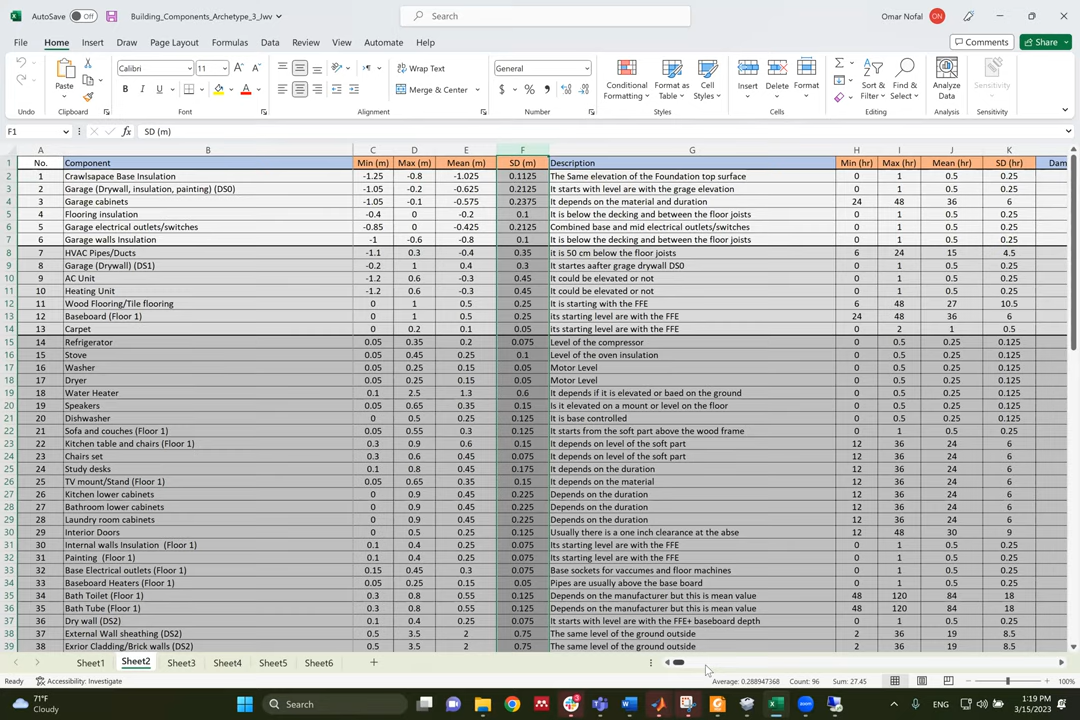 AutoSave Off Building_Components_Archetype_3_Jwv Search Omar Nofal ON
File Home Insert Draw Page Layout Formulas Data Review View Automate Help Comments Share
Paste Calibri 11 Wrap Text General Conditional Formatting Format as Table Cell Styles Insert Delete Format Sort & Filter Find & Select Analyze Data Sensitivity
B I U Merge & Center $ %
Undo Clipboard Font Alignment Number Styles Cells Editing Analysis Sensitivity
F1 fx SD (m)
A B C D E F G H I J K
1 No. Component Min (m) Max (m) Mean (m) SD (m) Description Min (hr) Max (hr) Mean (hr) SD (hr) Dam
2 1 Crawlsapace Base Insulation -1.25 -0.8 -1.025 0.1125 The Same elevation of the Foundation top surface 0 1 0.5 0.25
3 2 Garage (Drywall, insulation, painting) (DS0) -1.05 -0.2 -0.625 0.2125 It starts with level are with the grage elevation 0 1 0.5 0.25
4 3 Garage cabinets -1.05 -0.1 -0.575 0.2375 It depends on material and duration 24 48 36 6
5 4 Flooring insulation -0.4 0 -0.2 0.1 It is below the decking and between the floor joists 0 1 0.5 0.25
6 5 Garage electrical outlets/switches -0.85 0 -0.425 0.2125 Combined base and mid electrical outlets/switches 0 1 0.5 0.25
7 6 Garage walls Insulation -1 -0.6 -0.8 0.1 It is below the decking and between the floor joists 0 1 0.5 0.25
8 7 HVAC Pipes/Ducts -1.1 0.3 -0.4 0.35 it is 50 cm below the floor joists 6 24 15 4.5
9 8 Garage (Drywall) (DS1) -0.2 1 0.4 0.3 It startes aafter grage drywall DS0 0 1 0.5 0.25
10 9 AC Unit -1.2 0.6 -0.3 0.45 It could be elevated or not 0 1 0.5 0.25
11 10 Heating Unit -1.2 0.6 -0.3 0.45 It could be elevated or not 0 1 0.5 0.25
12 11 Wood Flooring/Tile flooring 0 1 0.5 0.25 It is starting with the FFE 6 48 27 10.5
13 12 Baseboard (Floor 1) 0 1 0.5 0.25 its starting level are with the FFE 24 48 36 6
14 13 Carpet 0 0.2 0.1 0.05 its starting level are with the FFE 0 2 1 0.5
15 14 Refrigerator 0.05 0.35 0.2 0.075 Level of the compressor 0 0.5 0.25 0.125
16 15 Stove 0.05 0.45 0.25 0.1 Level of the oven insulation 0 0.5 0.25 0.125
17 16 Washer 0.05 0.25 0.15 0.05 Motor Level 0 0.5 0.25 0.125
18 17 Dryer 0.05 0.25 0.15 0.05 Motor Level 0 0.5 0.25 0.125
19 18 Water Heater 0.1 2.5 1.3 0.6 It depends if it is elevated or baed on the ground 0 0.5 0.25 0.125
20 19 Speakers 0.05 0.65 0.35 0.15 Is it elevated on a mount or level on the floor 0 0.5 0.25 0.125
21 20 Dishwasher 0 0.5 0.25 0.125 It is base controlled 0 0.5 0.25 0.125
22 21 Sofa and couches (Floor 1) 0.05 0.55 0.3 0.125 It starts from the soft part above the wood frame 0 1 0.5 0.25
23 22 Kitchen table and chairs (Floor 1) 0.3 0.9 0.6 0.15 It depends on level of the soft part 12 36 24 6
24 23 Chairs set 0.3 0.6 0.45 0.075 It depends on level of the soft part 12 36 24 6
25 24 Study desks 0.1 0.8 0.45 0.175 It depends on the duration 12 36 24 6
26 25 TV mount/Stand (Floor 1) 0.05 0.65 0.35 0.15 It depends on the material 12 36 24 6
27 26 Kitchen lower cabinets 0 0.9 0.45 0.225 Depends on the duration 12 36 24 6
28 27 Bathroom lower cabinets 0 0.9 0.45 0.225 Depends on the duration 12 36 24 6
29 28 Laundry room cabinets 0 0.9 0.45 0.225 Depends on the duration 12 36 24 6
30 29 Interior Doors 0 0.5 0.25 0.125 Usually there is a one inch clearance at the abse 12 48 30 9
31 30 Internal walls Insulation (Floor 1) 0.1 0.4 0.25 0.075 Its starting level are with the FFE 0 1 0.5 0.25
32 31 Painting (Floor 1) 0.1 0.4 0.25 0.075 Its starting level are with the FFE 0 1 0.5 0.25
33 32 Base Electrical outlets (Floor 1) 0.15 0.45 0.3 0.075 Base sockets for vaccumes and floor machines 0 1 0.5 0.25
34 33 Baseboard Heaters (Floor 1) 0.05 0.25 0.15 0.05 Pipes are usually above the base board 0 1 0.5 0.25
35 34 Bath Toilet (Floor 1) 0.3 0.8 0.55 0.125 Depends on the manufacturer but this is mean value 48 120 84 18
36 35 Bath Tube (Floor 1) 0.3 0.8 0.55 0.125 Depends on the manufacturer but this is mean value 48 120 84 18
37 36 Dry wall (DS2) 0.1 0.4 0.25 0.075 It starts with level are with the FFE+ baseboard depth 0 1 0.5 0.25
38 37 External Wall sheathing (DS2) 0.5 3.5 2 0.75 The same level of the ground outside 2 36 19 8.5
39 38 Exrior Cladding/Brick walls (DS2) 0.5 3.5 2 0.75 The same level of the ground outside 2 36 19 8.5
Sheet1 Sheet2 Sheet3 Sheet4 Sheet5 Sheet6 +
Ready Accessibility: Investigate Average: 0.288947368 Count: 96 Sum: 27.45 100%
71°F Cloudy Search ENG 1:19 PM 3/15/2023